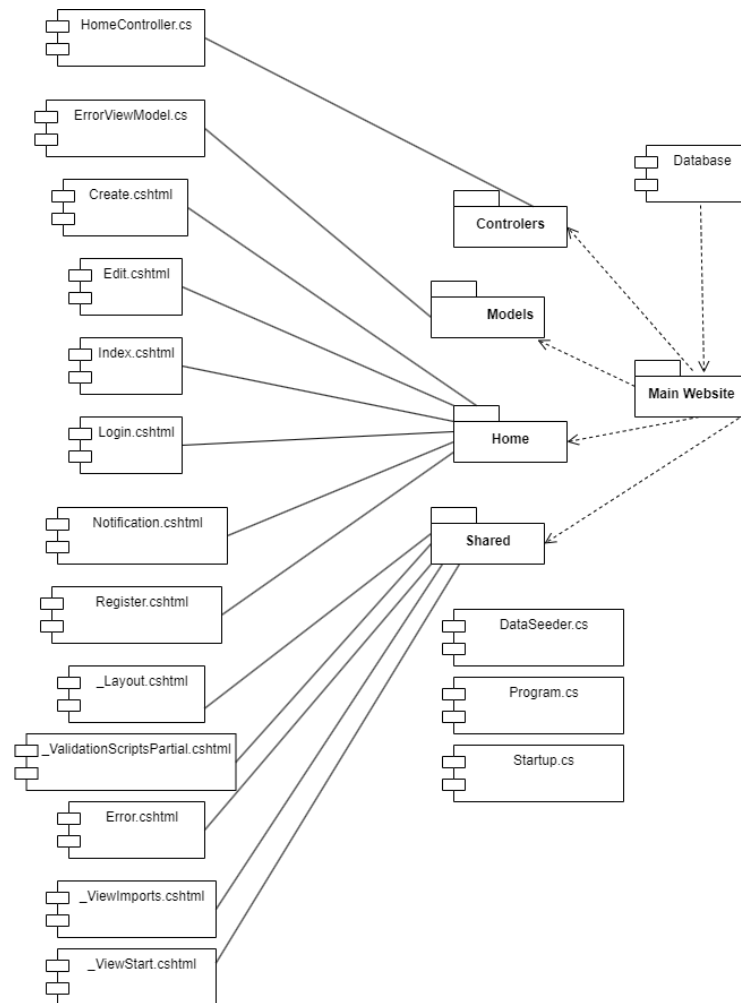 HomeController.cs
ErrorViewModel.cs
Database
Create.cshtml
Controlers
Edit.cshtml
Models
Index.cshtml
Main Website
Login.cshtml
Home
Notification.cshtml
Shared
Register.cshtml
DataSeeder.cs
_Layout.cshtml
Program.cs
_ValidationScriptsPartial.cshtml
Startup.cs
Error.cshtml
_ViewImports.cshtml
_ViewStart.cshtml